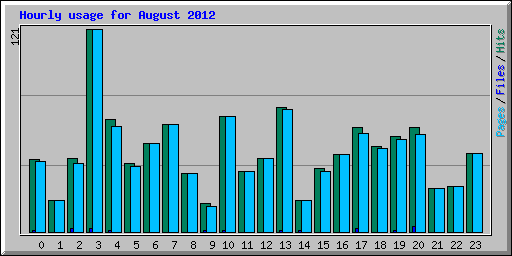 Hourly usage for August 2012
121
Pages / Files / Hits
0 1 2 3 4 5 6 7 8 9 10 11 12 13 14 15 16 17 18 19 20 21 22 23